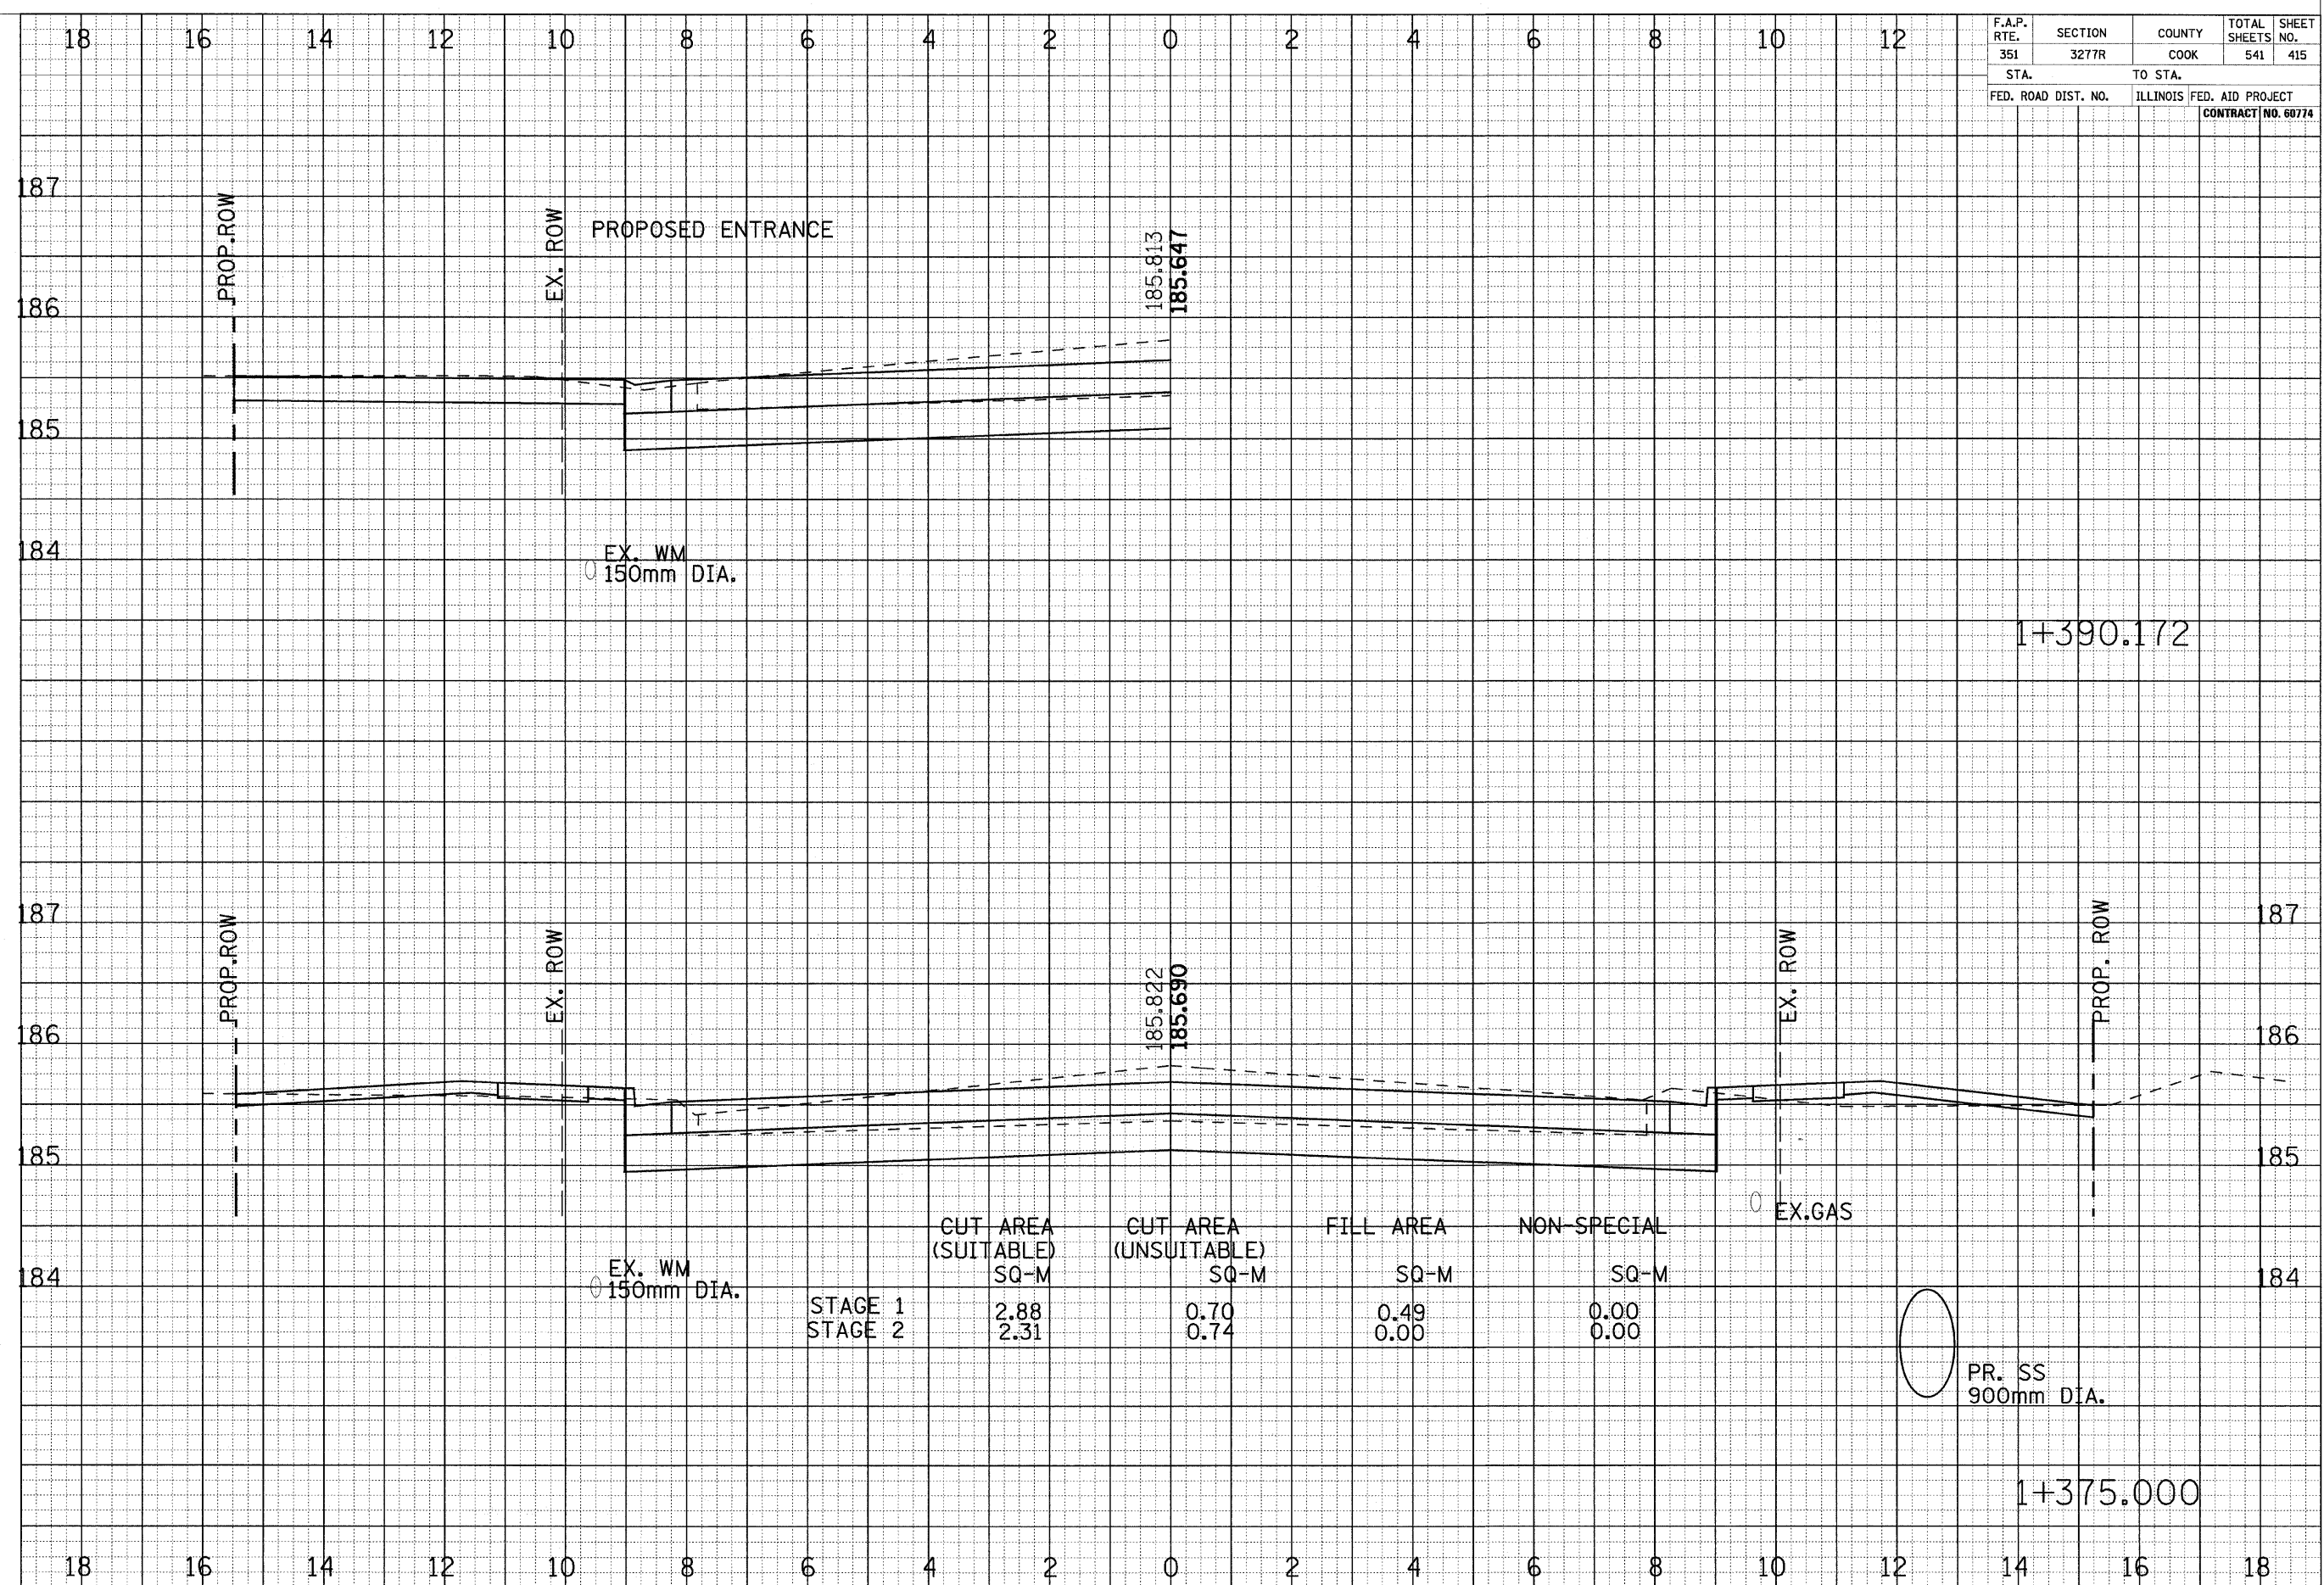 18 16 14 12 10 8 6 4 2 0 2 4 6 8 10 12
F.A.P. RTE. SECTION COUNTY TOTAL SHEETS SHEET NO.
351 3277R COOK 541 415
STA. TO STA.
FED. ROAD DIST. NO. ILLINOIS FED. AID PROJECT
CONTRACT NO. 60774
187
PROP.ROW
EX. ROW
PROPOSED ENTRANCE
185.813
185.647
186
185
184
EX. WM
150mm DIA.
1+390.172
187 187
PROP.ROW
EX. ROW
185.822
185.690
EX. ROW
PROP. ROW
186 186
185 185
EX.GAS
CUT AREA CUT AREA FILL AREA NON-SPECIAL
(SUITABLE) (UNSUITABLE)
SQ-M SQ-M SQ-M SQ-M
184 184
EX. WM
150mm DIA.
STAGE 1 2.88 0.70 0.49 0.00
STAGE 2 2.31 0.74 0.00 0.00
PR. SS
900mm DIA.
1+375.000
18 16 14 12 10 8 6 4 2 0 2 4 6 8 10 12 14 16 18